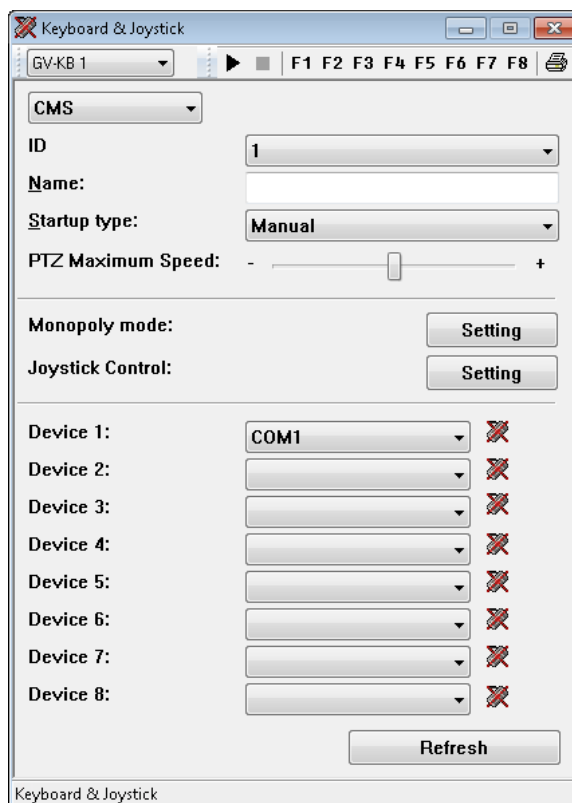 Keyboard & Joystick
GV-KB 1 F1 F2 F3 F4 F5 F6 F7 F8
CMS
ID 1
Name:
Startup type: Manual
PTZ Maximum Speed: - +
Monopoly mode: Setting
Joystick Control: Setting
Device 1: COM1
Device 2:
Device 3:
Device 4:
Device 5:
Device 6:
Device 7:
Device 8:
Refresh
Keyboard & Joystick